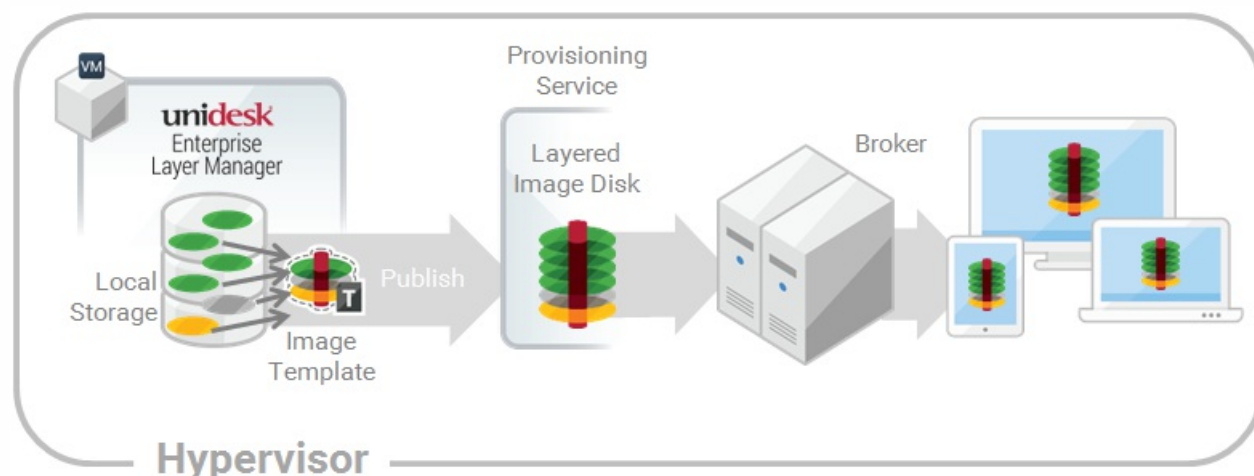 VM
unidesk
Enterprise
Layer Manager
Local
Storage
Image
Template
T
Publish
Provisioning
Service
Layered
Image Disk
Broker
Hypervisor